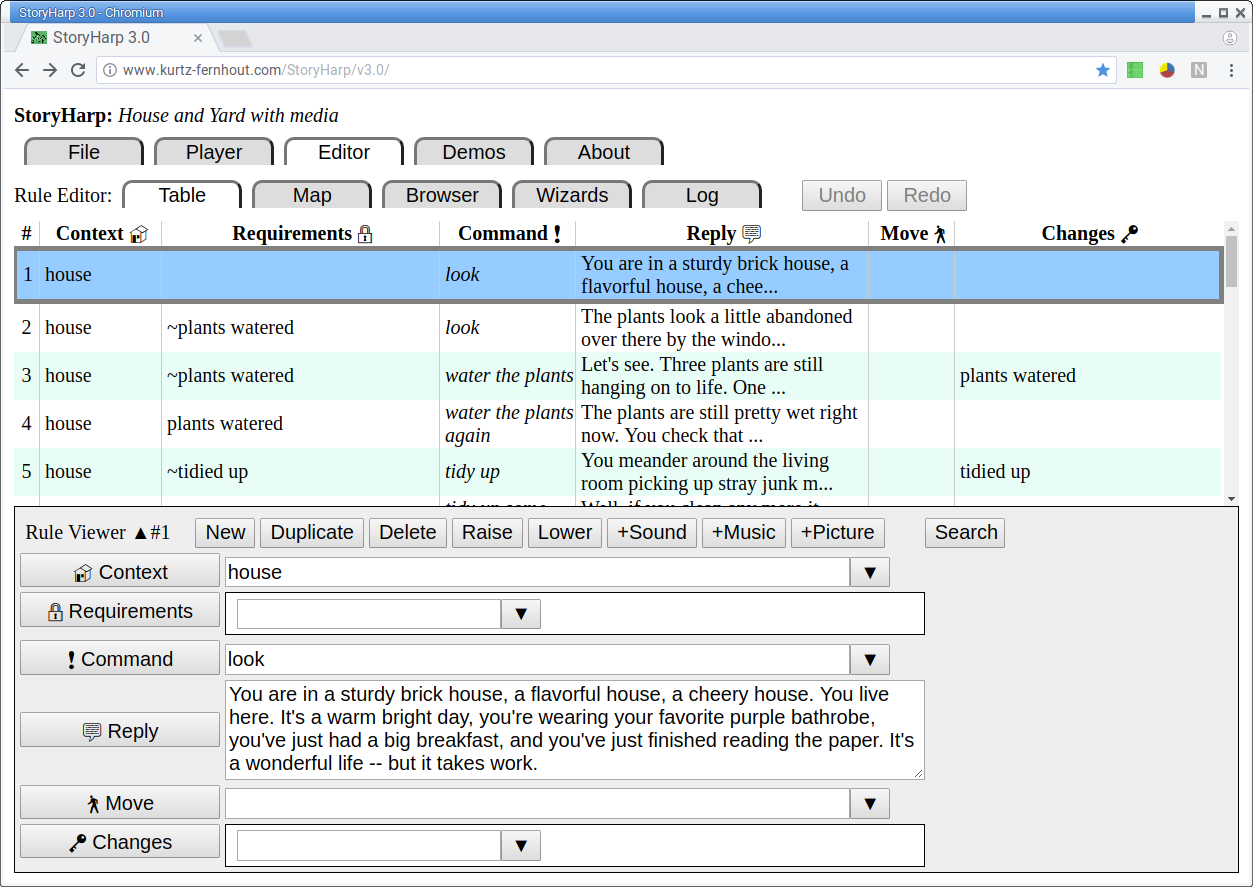 StoryHarp 3.0 - Chromium
StoryHarp 3.0
www.kurtz-fernhout.com/StoryHarp/v3.0/
N
StoryHarp: House and Yard with media
File Player Editor Demos About
Rule Editor: Table Map Browser Wizards Log Undo Redo
# Context Requirements Command Reply Move Changes
1 house look You are in a sturdy brick house, a
flavorful house, a chee...
2 house ~plants watered look The plants look a little abandoned
over there by the windo...
3 house ~plants watered water the plants Let's see. Three plants are still plants watered
hanging on to life. One ...
4 house plants watered water the plants The plants are still pretty wet right
again now. You check that ...
5 house ~tidied up tidy up You meander around the living tidied up
room picking up stray junk m...
Rule Viewer ▲#1 New Duplicate Delete Raise Lower +Sound +Music +Picture Search
Context house ▼
Requirements ▼
Command look ▼
Reply
You are in a sturdy brick house, a flavorful house, a cheery house. You live
here. It's a warm bright day, you're wearing your favorite purple bathrobe,
you've just had a big breakfast, and you've just finished reading the paper. It's
a wonderful life -- but it takes work.
Move ▼
Changes ▼